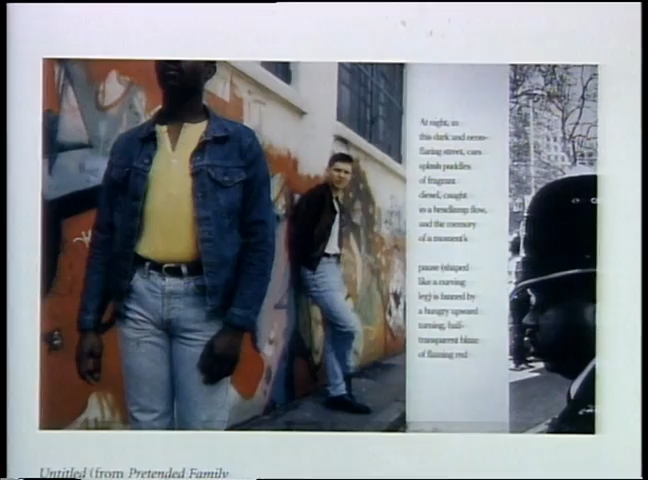 At night, in
this dark and neon-
flaring street, cars
splash puddles
of fragrant
diesel, caught
in a headlamp flow,
and the memory
of a moment's
pause (shaped
like a curving
leg) is fanned by
a hungry upward
turning, half-
transparent blaze
of flaming red
Untitled (from Pretended Family